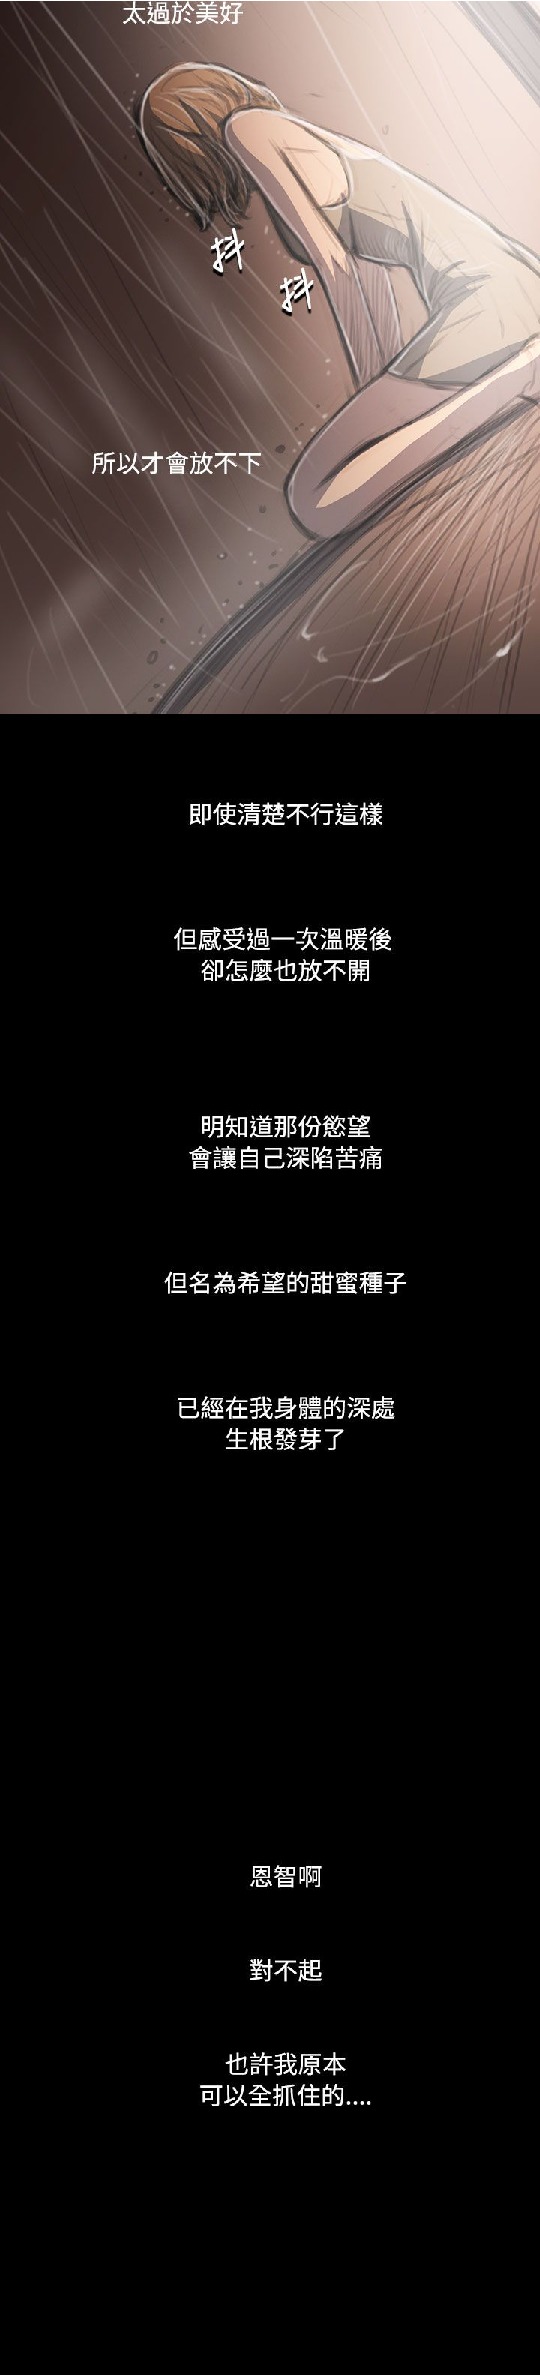 太過於美好
抖
抖
所以才會放不下
即使清楚不行這樣
但感受過一次溫暖後
卻怎麼也放不開
明知道那份慾望
會讓自己深陷苦痛
但名為希望的甜蜜種子
已經在我身體的深處
生根發芽了
恩智啊
對不起
也許我原本
可以全抓住的....